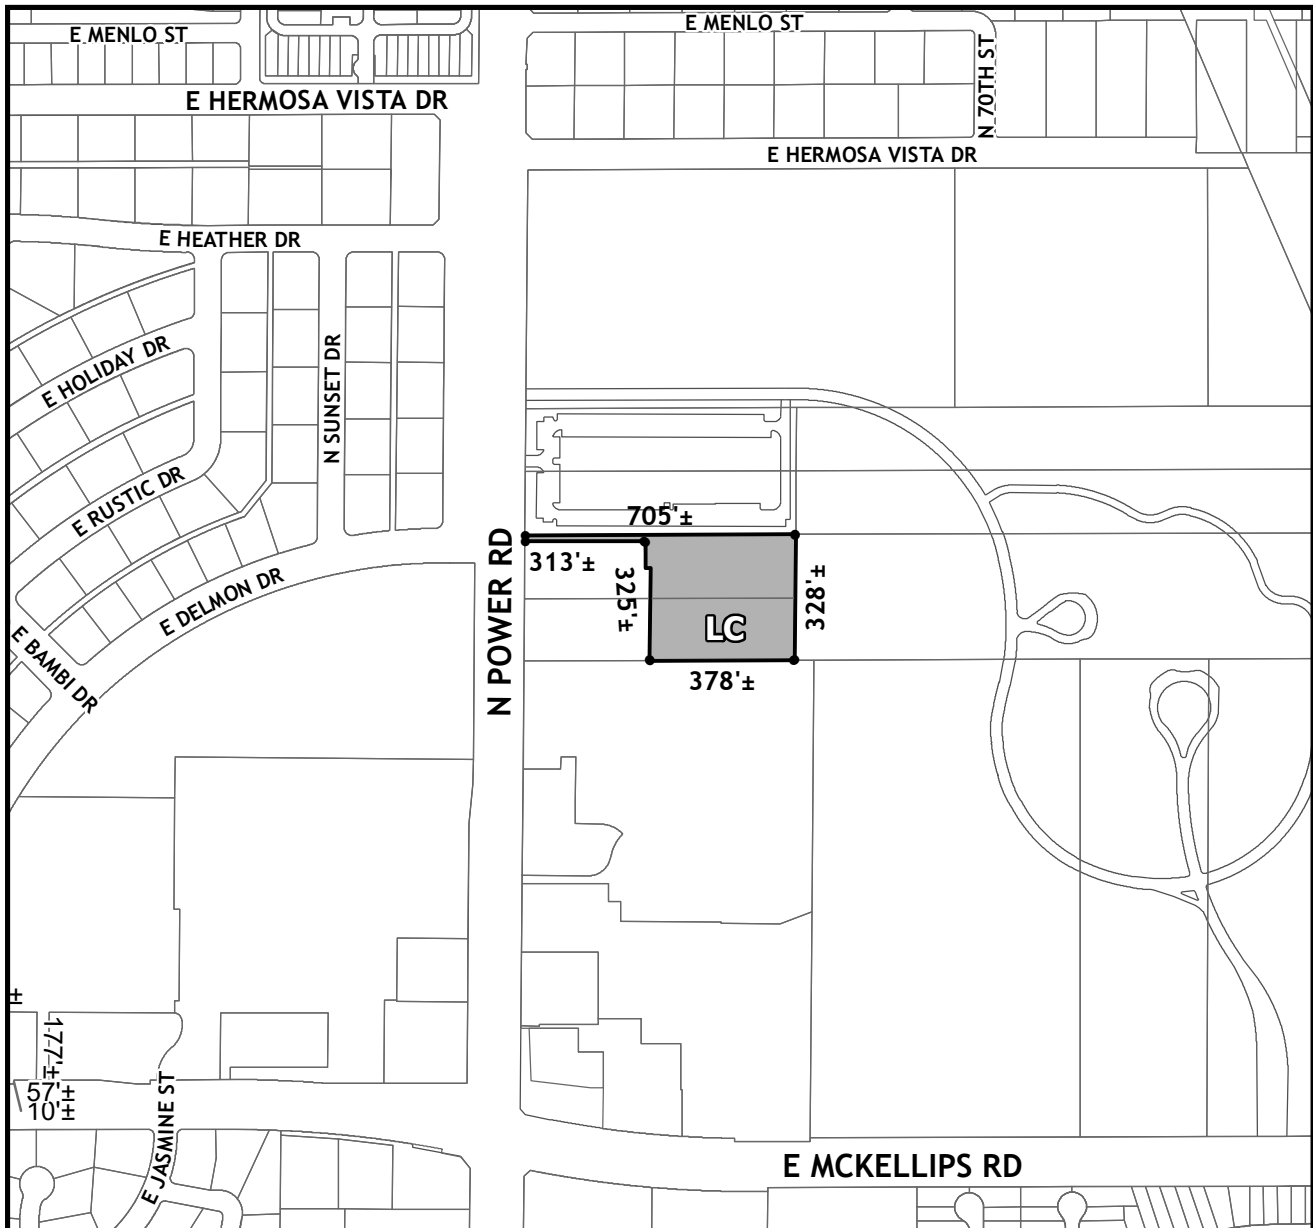 E MENLO ST
E MENLO ST
N 70TH ST
E HERMOSA VISTA DR
E HERMOSA VISTA DR
E HEATHER DR
E HOLIDAY DR
N SUNSET DR
E RUSTIC DR
705'±
N POWER RD
313'±
325'±
328'±
E DELMON DR
LC
E BAMBI DR
378'±
±
177'±
57'±
10'±
E JASMINE ST
E MCKELLIPS RD